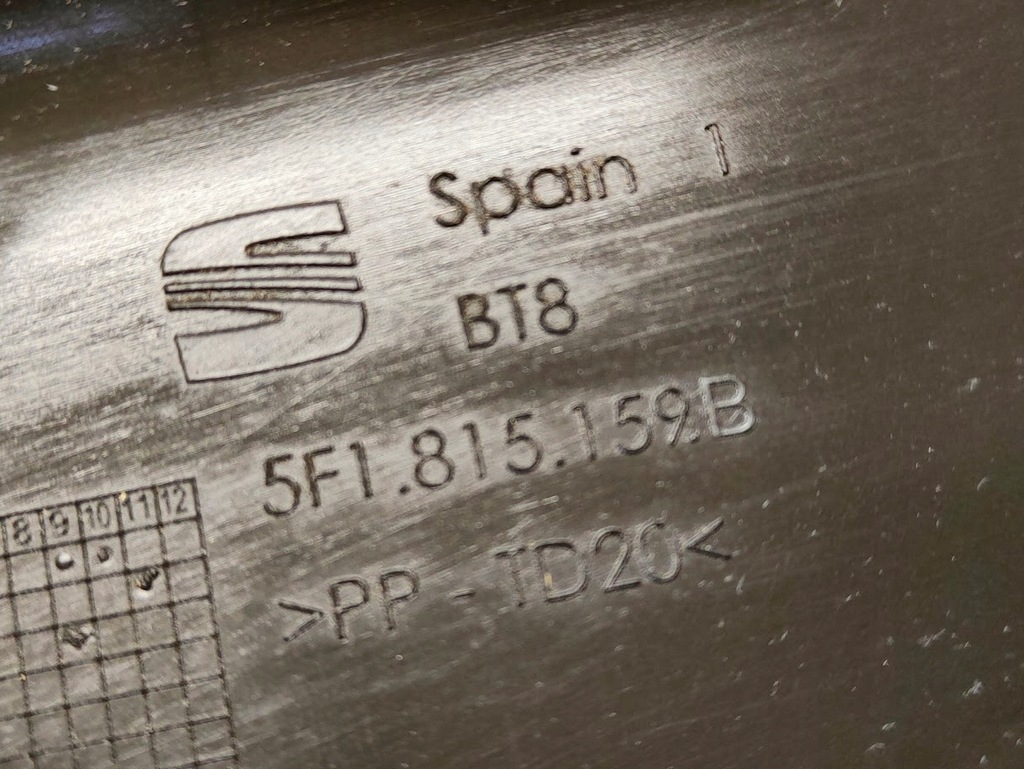 Spain 1
BT8
5F1.815.159.B
8 9 10 11 12
>PP-TD20<